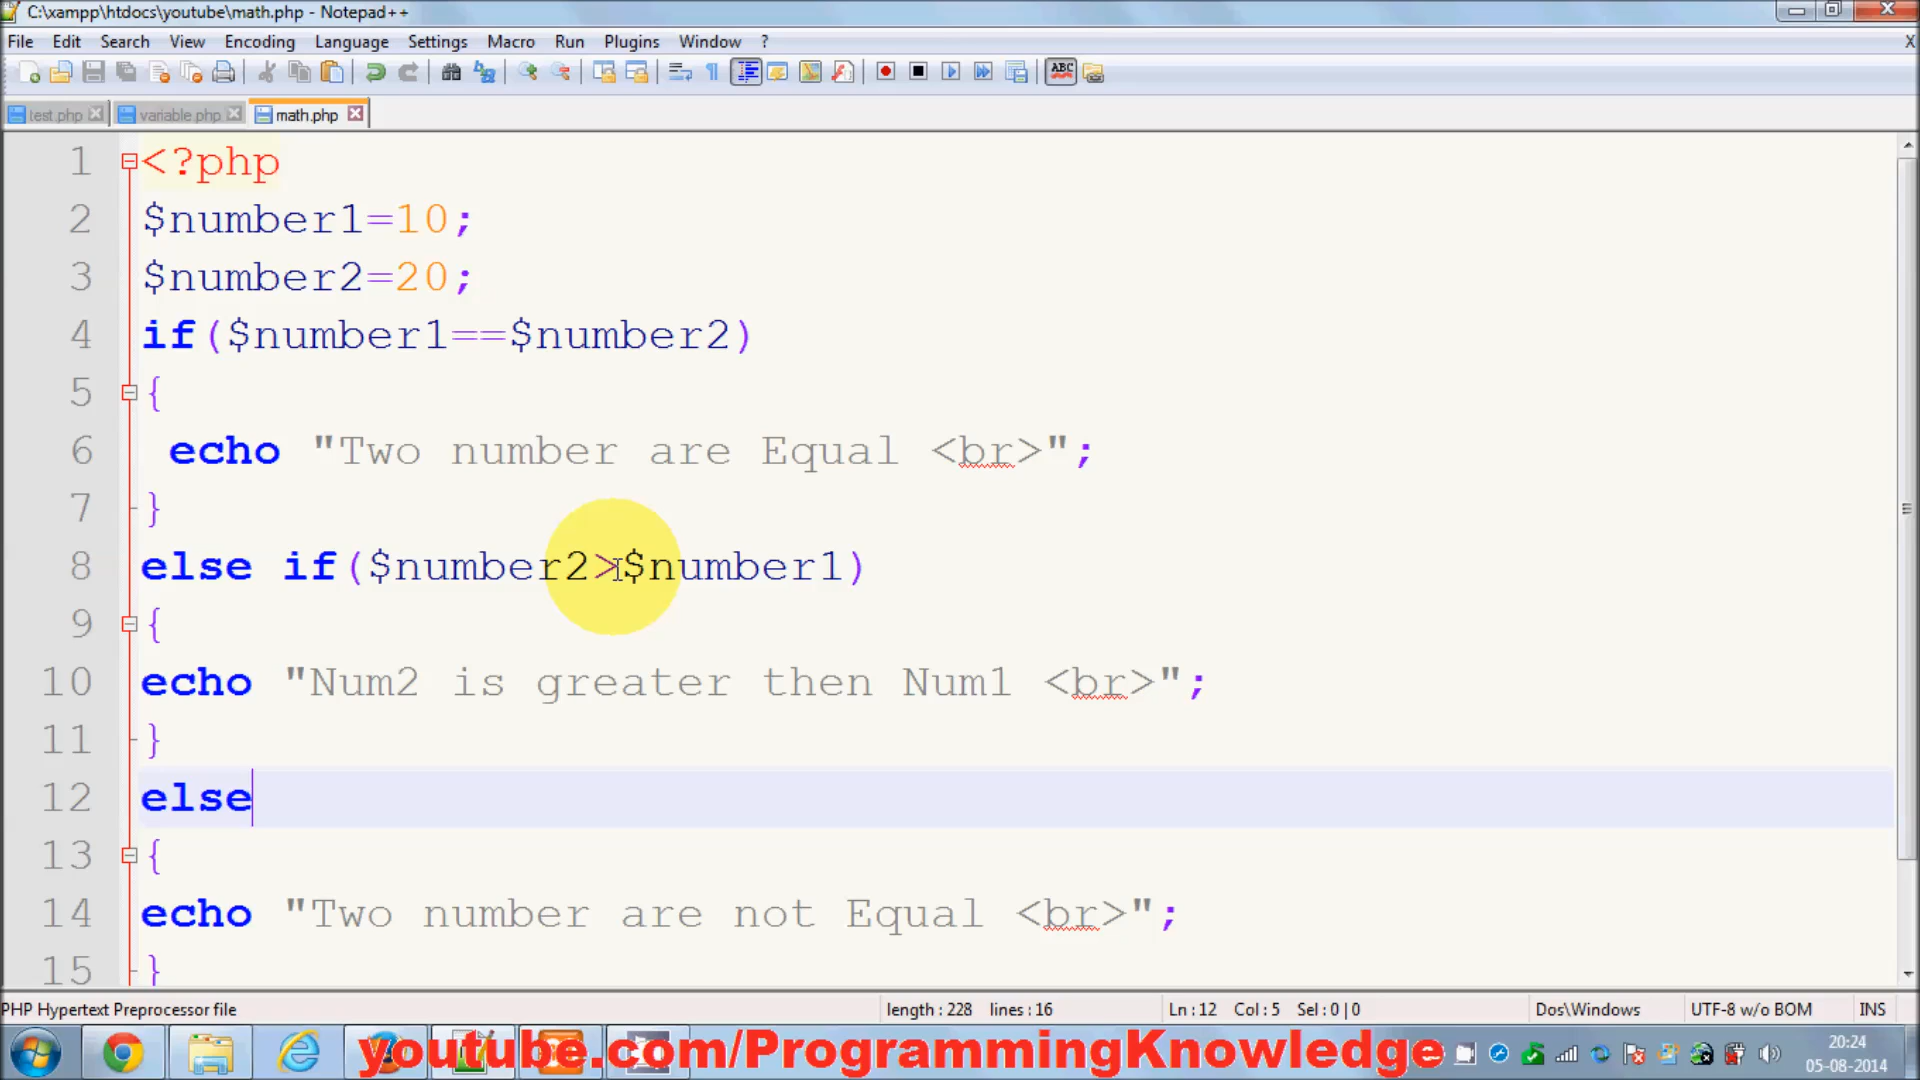 C:\xampp\htdocs\youtube\math.php - Notepad++
File Edit Search View Encoding Language Settings Macro Run Plugins Window ? X
ABC
test.php variable.php math.php
1 <?php
2 $number1=10;
3 $number2=20;
4 if($number1==$number2)
5 {
6 echo "Two number are Equal <br>";
7 }
8 else if($number2>$number1)
9 {
10 echo "Num2 is greater then Num1 <br>";
11 }
12 else
13 {
14 echo "Two number are not Equal <br>";
15 }
PHP Hypertext Preprocessor file length : 228 lines : 16 Ln : 12 Col : 5 Sel : 0 | 0 Dos\Windows UTF-8 w/o BOM INS
youtube.com/ProgrammingKnowledge
20:24
05-08-2014